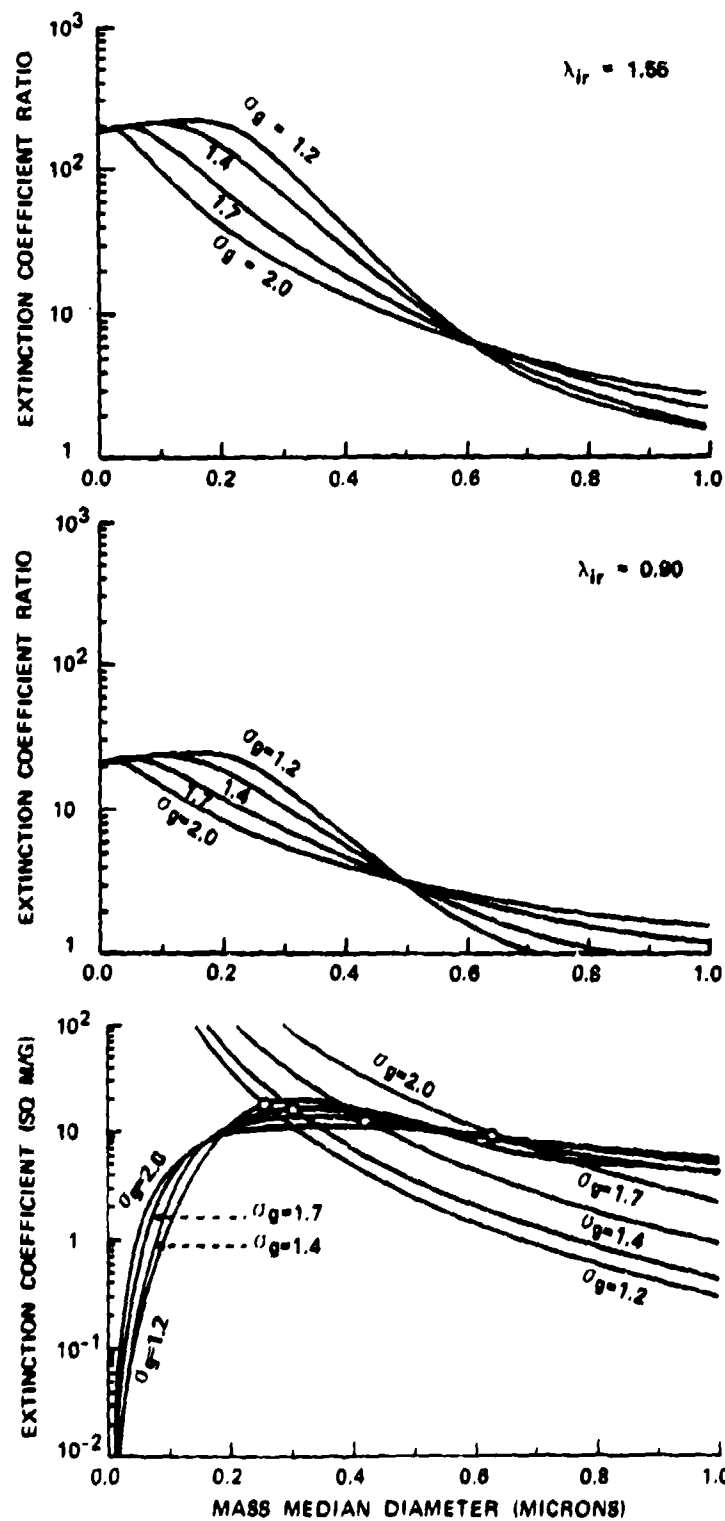 EXTINCTION COEFFICIENT RATIO
10³
10²
10
1
λir = 1.55
σg = 1.2
1.4
1.7
σg = 2.0
0.0 0.2 0.4 0.6 0.8 1.0
EXTINCTION COEFFICIENT RATIO
10³
10²
10
1
λir = 0.90
σg=1.2
1.4
1.7
σg=2.0
0.0 0.2 0.4 0.6 0.8 1.0
EXTINCTION COEFFICIENT (SQ M/G)
10²
10
1
10⁻¹
10⁻²
σg=2.0
σg=2.0
σg=1.7
σg=1.7
σg=1.4
σg=1.4
σg=1.2
σg=1.2
0.0 0.2 0.4 0.6 0.8 1.0
MASS MEDIAN DIAMETER (MICRONS)